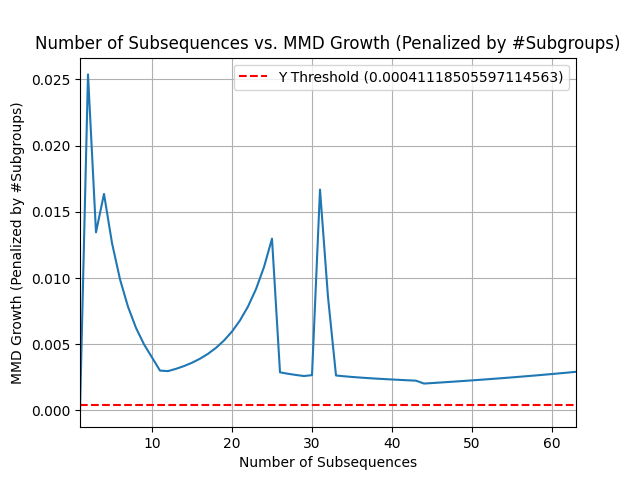 Number of Subsequences vs. MMD Growth (Penalized by #Subgroups)
Y Threshold (0.00041118505597114563)
MMD Growth (Penalized by #Subgroups)
0.025
0.020
0.015
0.010
0.005
0.000
10 20 30 40 50 60
Number of Subsequences